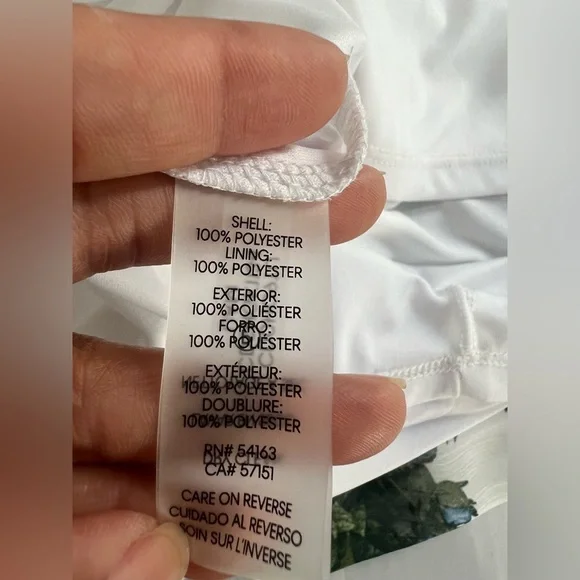 SHELL:
100% POLYESTER
LINING:
100% POLYESTER
EXTERIOR:
100% POLIÉSTER
FORRO:
100% POLIÉSTER
EXTÉRIEUR:
100% POLYESTER
DOUBLURE:
100% POLYESTER
RN# 54163
CA# 57151
CARE ON REVERSE
CUIDADO AL REVERSO
SOIN SUR L'INVERSE